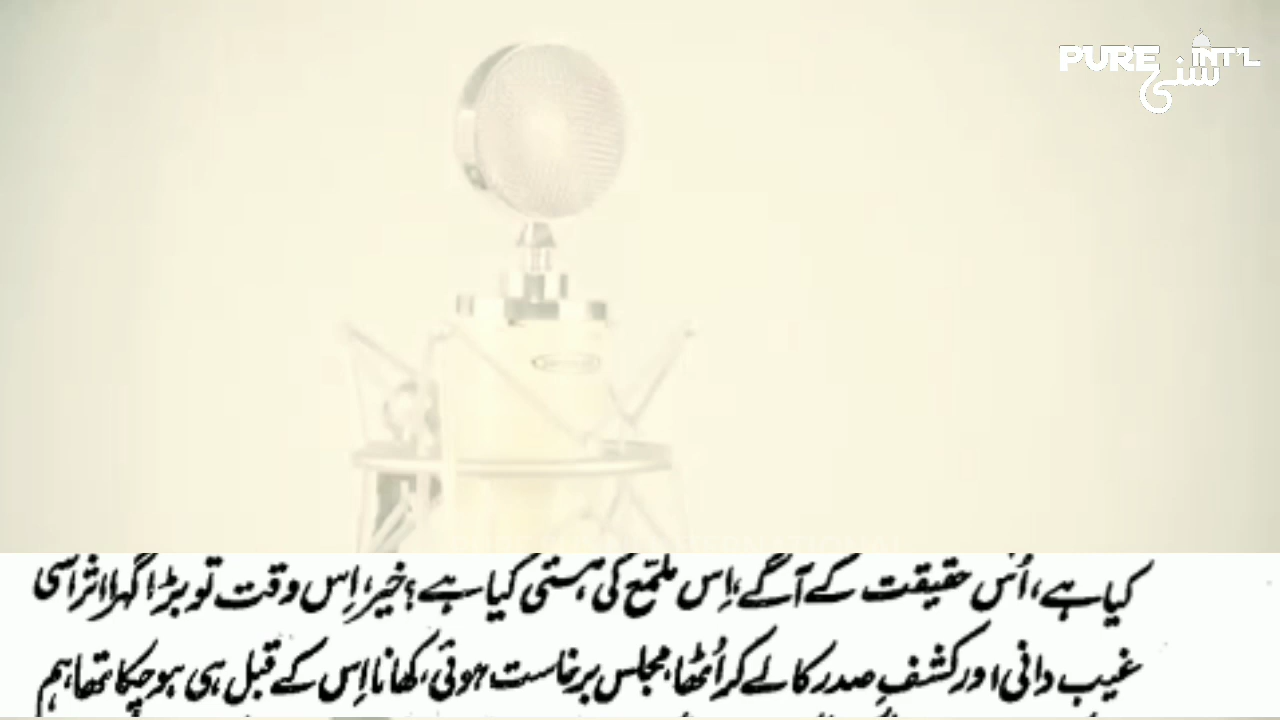 PURE سنی INT'L
کیا ہے، اُس حقیقت کے آگے، اِس ملمّع کی ہستی کیا ہے؟ خیر، اِس وقت تو بڑا گہرا اثر اسی
غیب دانی اور کشفِ صدر کا لے کر اُٹھا، مجلس برخاست ہوئی، کھانا اِس کے قبل ہی ہو چکا تھا، ہم